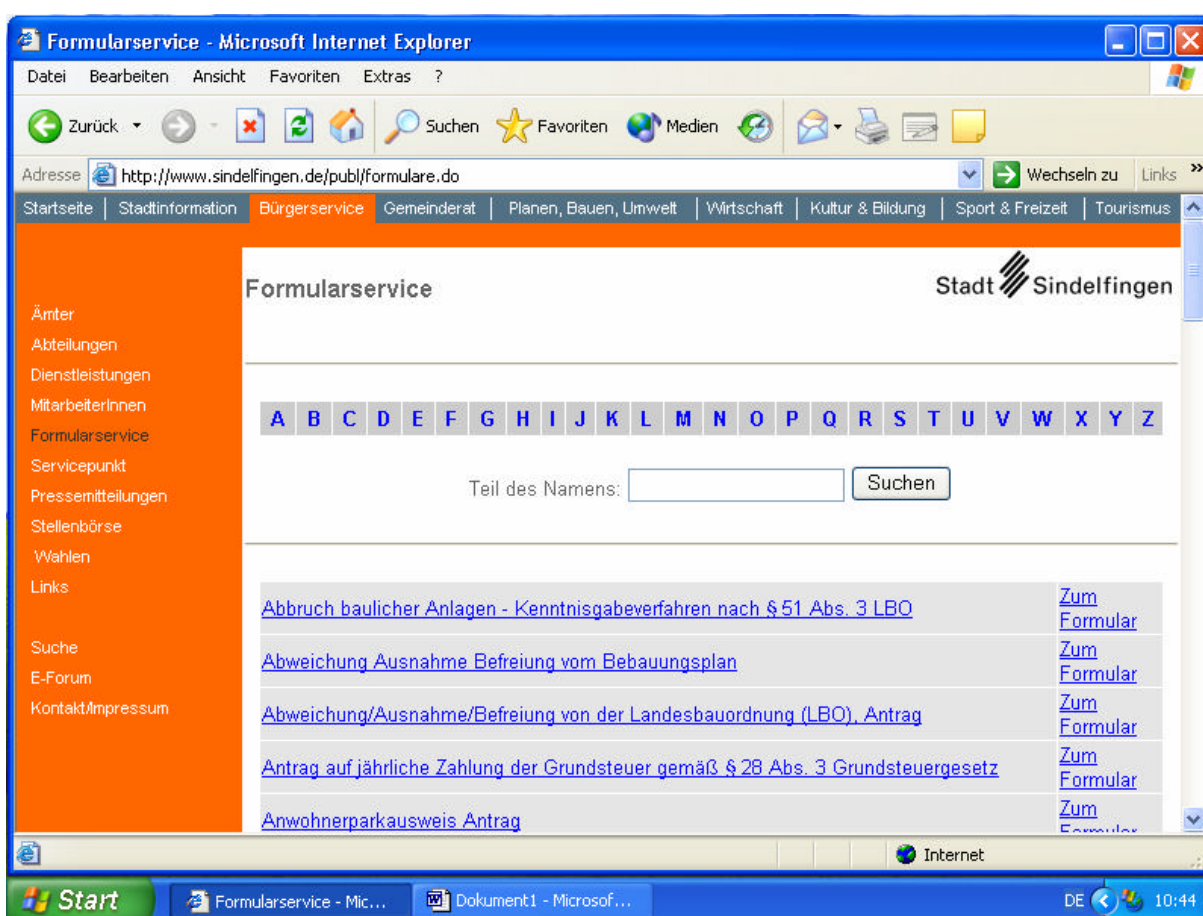 Formularservice - Microsoft Internet Explorer
Datei Bearbeiten Ansicht Favoriten Extras ?
Zurück Suchen Favoriten Medien
Adresse http://www.sindelfingen.de/publ/formulare.do Wechseln zu Links »
Startseite | Stadtinformation Bürgerservice Gemeinderat | Planen, Bauen, Umwelt | Wirtschaft | Kultur & Bildung | Sport & Freizeit | Tourismus
Formularservice
Stadt Sindelfingen
Ämter
Abteilungen
Dienstleistungen
MitarbeiterInnen
Formularservice
Servicepunkt
Pressemitteilungen
Stellenbörse
Wahlen
Links
Suche
E-Forum
Kontakt/Impressum
A B C D E F G H I J K L M N O P Q R S T U V W X Y Z
Teil des Namens: Suchen
Abbruch baulicher Anlagen - Kenntnisgabeverfahren nach § 51 Abs. 3 LBO
Zum
Formular
Abweichung Ausnahme Befreiung vom Bebauungsplan
Zum
Formular
Abweichung/Ausnahme/Befreiung von der Landesbauordnung (LBO), Antrag
Zum
Formular
Antrag auf jährliche Zahlung der Grundsteuer gemäß § 28 Abs. 3 Grundsteuergesetz
Zum
Formular
Anwohnerparkausweis Antrag
Zum
Formular
Internet
Start Formularservice - Mic... Dokument1 - Microsof... DE 10:44